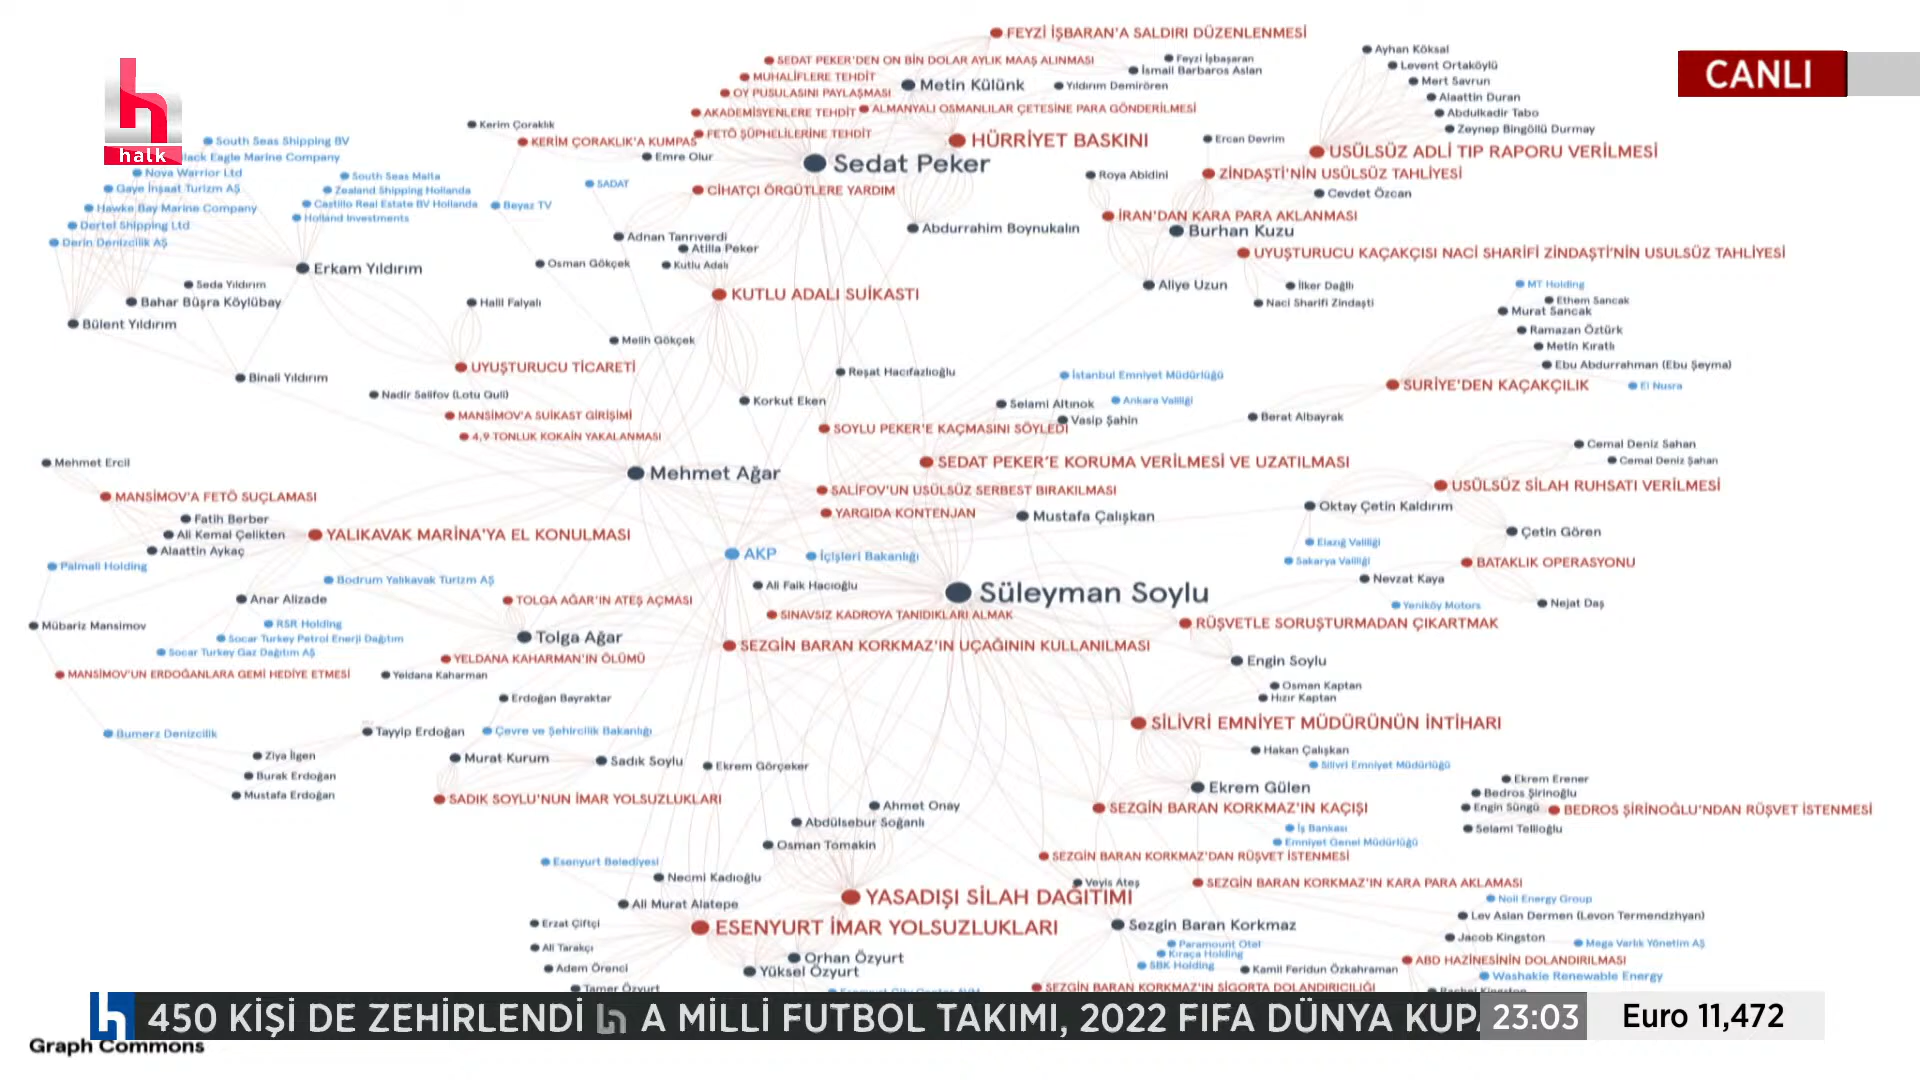 FEYZİ İŞBARAN'A SALDIRI DÜZENLENMESİ
Ayhan Köksal
SEDAT PEKER'DEN ON BİN DOLAR AYLIK MAAŞ ALINMASI
Feyzi İşbaşaran
Levent Ortaköylü
İsmail Barbaros Aslan
MUHALİFLERE TEHDİT
Metin Külünk
Yıldırım Demirören
Mert Savrun
CANLI
OY PUSULASINI PAYLAŞMASI
Alaattin Duran
AKADEMİSYENLERE TEHDİT
ALMANYALI OSMANLILAR ÇETESİNE PARA GÖNDERİLMESİ
Abdulkadir Tabo
Kerim Çoraklık
Zeynep Bingöllü Durmay
halk
South Seas Shipping BV
KERİM ÇORAKLIK'A KUMPAS
FETÖ ŞÜPHELİLERİNE TEHDİT
HÜRRİYET BASKINI
Ercan Devrim
lack Eagle Marine Company
Emre Olur
Sedat Peker
USÜLSÜZ ADLİ TIP RAPORU VERİLMESİ
Nova Warrior Ltd
South Seas Malta
Roya Abidini
ZİNDAŞTİ'NİN USÜLSÜZ TAHLİYESİ
Gaye İnşaat Turizm AŞ
Zealand Shipping Hollanda
SADAT
CİHATÇI ÖRGÜTLERE YARDIM
Cevdet Özcan
Hawke Bay Marine Company
Castillo Real Estate BV Hollanda
Beyaz TV
Holland Investments
İRAN'DAN KARA PARA AKLANMASI
Dertel Shipping Ltd
Abdurrahim Boynukalın
Burhan Kuzu
Derin Denizcilik AŞ
Adnan Tanrıverdi
Atilla Peker
UYUŞTURUCU KAÇAKÇISI NACİ SHARİFİ ZİNDAŞTİ'NİN USULSÜZ TAHLİYESİ
Erkam Yıldırım
Osman Gökçek
Kutlu Adalı
Seda Yıldırım
Aliye Uzun
İlker Dağlıı
MT Holding
Bahar Büşra Köylübay
Halil Falyalı
KUTLU ADALI SUİKASTI
Naci Sharifi Zindaşti
Ethem Sancak
Murat Sancak
Bülent Yıldırım
Ramazan Öztürk
Melih Gökçek
Metin Kıratlı
UYUŞTURUCU TİCARETİ
Reşat Hacıfazlıoğlu
İstanbul Emniyet Müdürlüğü
Ebu Abdurrahman (Ebu Şeyma)
Binali Yıldırım
SURİYE'DEN KAÇAKÇILIK
El Nusra
Nadir Salifov (Lotu Quli)
Korkut Eken
Selami Altınok
Ankara Valiliği
MANSİMOV'A SUİKAST GİRİŞİMİ
Vasip Şahin
Berat Albayrak
4,9 TONLUK KOKAİN YAKALANMASI
SOYLU PEKER'E KAÇMASINI SÖYLEDİ
Cemal Deniz Sahan
Mehmet Ercil
Mehmet Ağar
SEDAT PEKER'E KORUMA VERİLMESİ VE UZATILMASI
Cemal Deniz Şahan
MANSİMOV'A FETÖ SUÇLAMASI
SALİFOV'UN USÜLSÜZ SERBEST BIRAKILMASI
USÜLSÜZ SİLAH RUHSATI VERİLMESİ
Fatih Berber
YARGIDA KONTENJAN
Mustafa Çalışkan
Oktay Çetin Kaldırım
Ali Kemal Çelikten
YALIKAVAK MARİNA'YA EL KONULMASI
Çetin Gören
Alaattin Aykaç
AKP
İçişleri Bakanlığı
Elazığ Valiliği
Palmali Holding
Sakarya Valiliği
BATAKLIK OPERASYONU
Bodrum Yalıkavak Turizm AŞ
Ali Faik Hacıoğlu
Süleyman Soylu
Nevzat Kaya
Anar Alizade
TOLGA AĞAR'IN ATEŞ AÇMASI
Yeniköy Motors
Nejat Daş
Mübariz Mansimov
RSR Holding
SINAVSIZ KADROYA TANIDIKLARI ALMAK
RÜŞVETLE SORUŞTURMADAN ÇIKARTMAK
Socar Turkey Petrol Enerji Dağıtım
Tolga Ağar
SEZGİN BARAN KORKMAZ'IN UÇAĞININ KULLANILMASI
Socar Turkey Gaz Dağıtım AŞ
YELDANA KAHARMAN'IN ÖLÜMÜ
Engin Soylu
MANSİMOV'UN ERDOĞANLARA GEMİ HEDİYE ETMESİ
Yeldana Kaharman
Osman Kaptan
Erdoğan Bayraktar
Hızır Kaptan
Bumerz Denizcilik
Tayyip Erdoğan
Çevre ve Şehircilik Bakanlığı
SİLİVRİ EMNİYET MÜDÜRÜNÜN İNTİHARI
Ziya İlgen
Murat Kurum
Sadık Soylu
Ekrem Görçeker
Hakan Çalışkan
Silivri Emniyet Müdürlüğü
Burak Erdoğan
Ekrem Erener
Mustafa Erdoğan
SADIK SOYLU'NUN İMAR YOLSUZLUKLARI
Ekrem Gülen
Bedros Şirinoğlu
Ahmet Onay
SEZGİN BARAN KORKMAZ'IN KAÇIŞI
Engin Süngü
BEDROS ŞİRİNOĞLU'NDAN RÜŞVET İSTENMESİ
Abdülsebur Soğanlı
İş Bankası
Selami Tellioğlu
Osman Tomakin
Emniyet Genel Müdürlüğü
Esenyurt Belediyesi
SEZGİN BARAN KORKMAZ'DAN RÜŞVET İSTENMESİ
Necmi Kadıoğlu
Veyis Ateş
SEZGİN BARAN KORKMAZ'IN KARA PARA AKLAMASI
Ali Murat Alatepe
YASADIŞI SİLAH DAĞITIMI
Noil Energy Group
Erzat Çiftçi
ESENYURT İMAR YOLSUZLUKLARI
Sezgin Baran Korkmaz
Lev Aslan Dermen (Levon Termendzhyan)
Ali Tarakçı
Paramount Otel
Jacob Kingston
Mega Varlık Yönetim AŞ
Adem Örenci
Orhan Özyurt
Kıraça Holding
ABD HAZİNESİNİN DOLANDIRILMASI
Yüksel Özyurt
SBK Holding
Kamil Feridun Özkahraman
Washakie Renewable Energy
Tamer Özyurt
SEZGİN BARAN KORKMAZ'IN SİGORTA DOLANDIRICILIĞI
450 KİŞİ DE ZEHİRLENDİ A MİLLİ FUTBOL TAKIMI, 2022 FIFA DÜNYA KUPA
23:03
Euro 11,472
Graph Commons